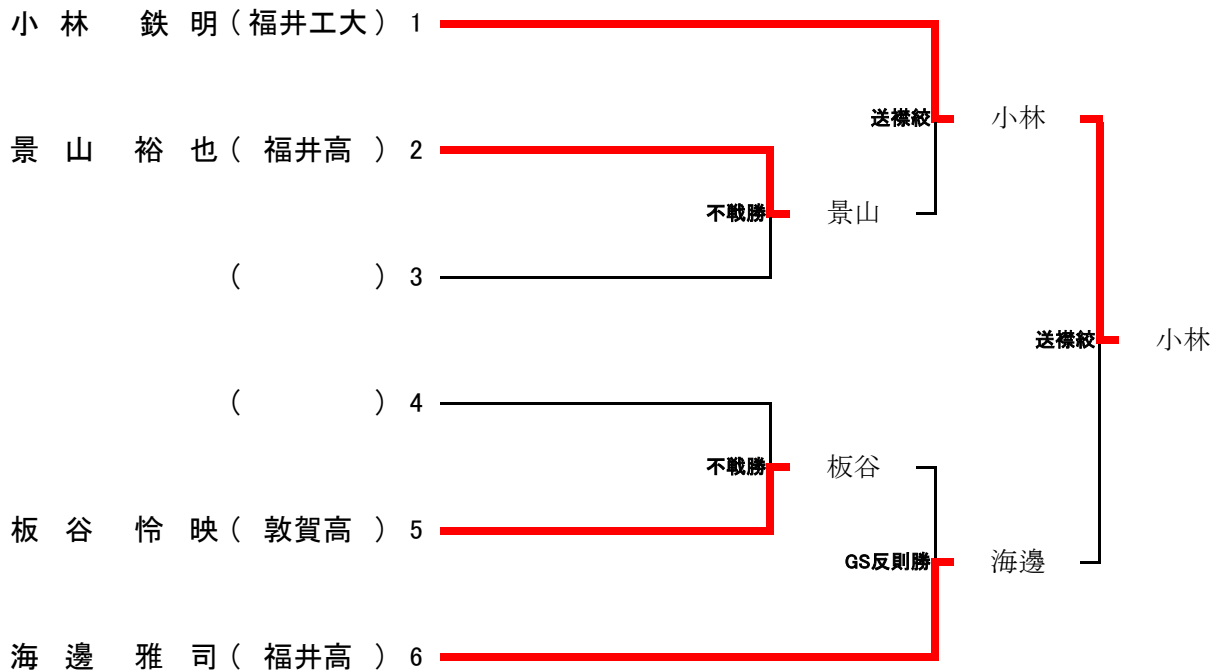 小林 鉄明(福井工大) 1
送襟絞 小林
景山 裕也(福井高) 2
不戦勝 景山
( ) 3
送襟絞 小林
( ) 4
不戦勝 板谷
板谷 怜映(敦賀高) 5
GS反則勝 海邊
海邊 雅司(福井高) 6